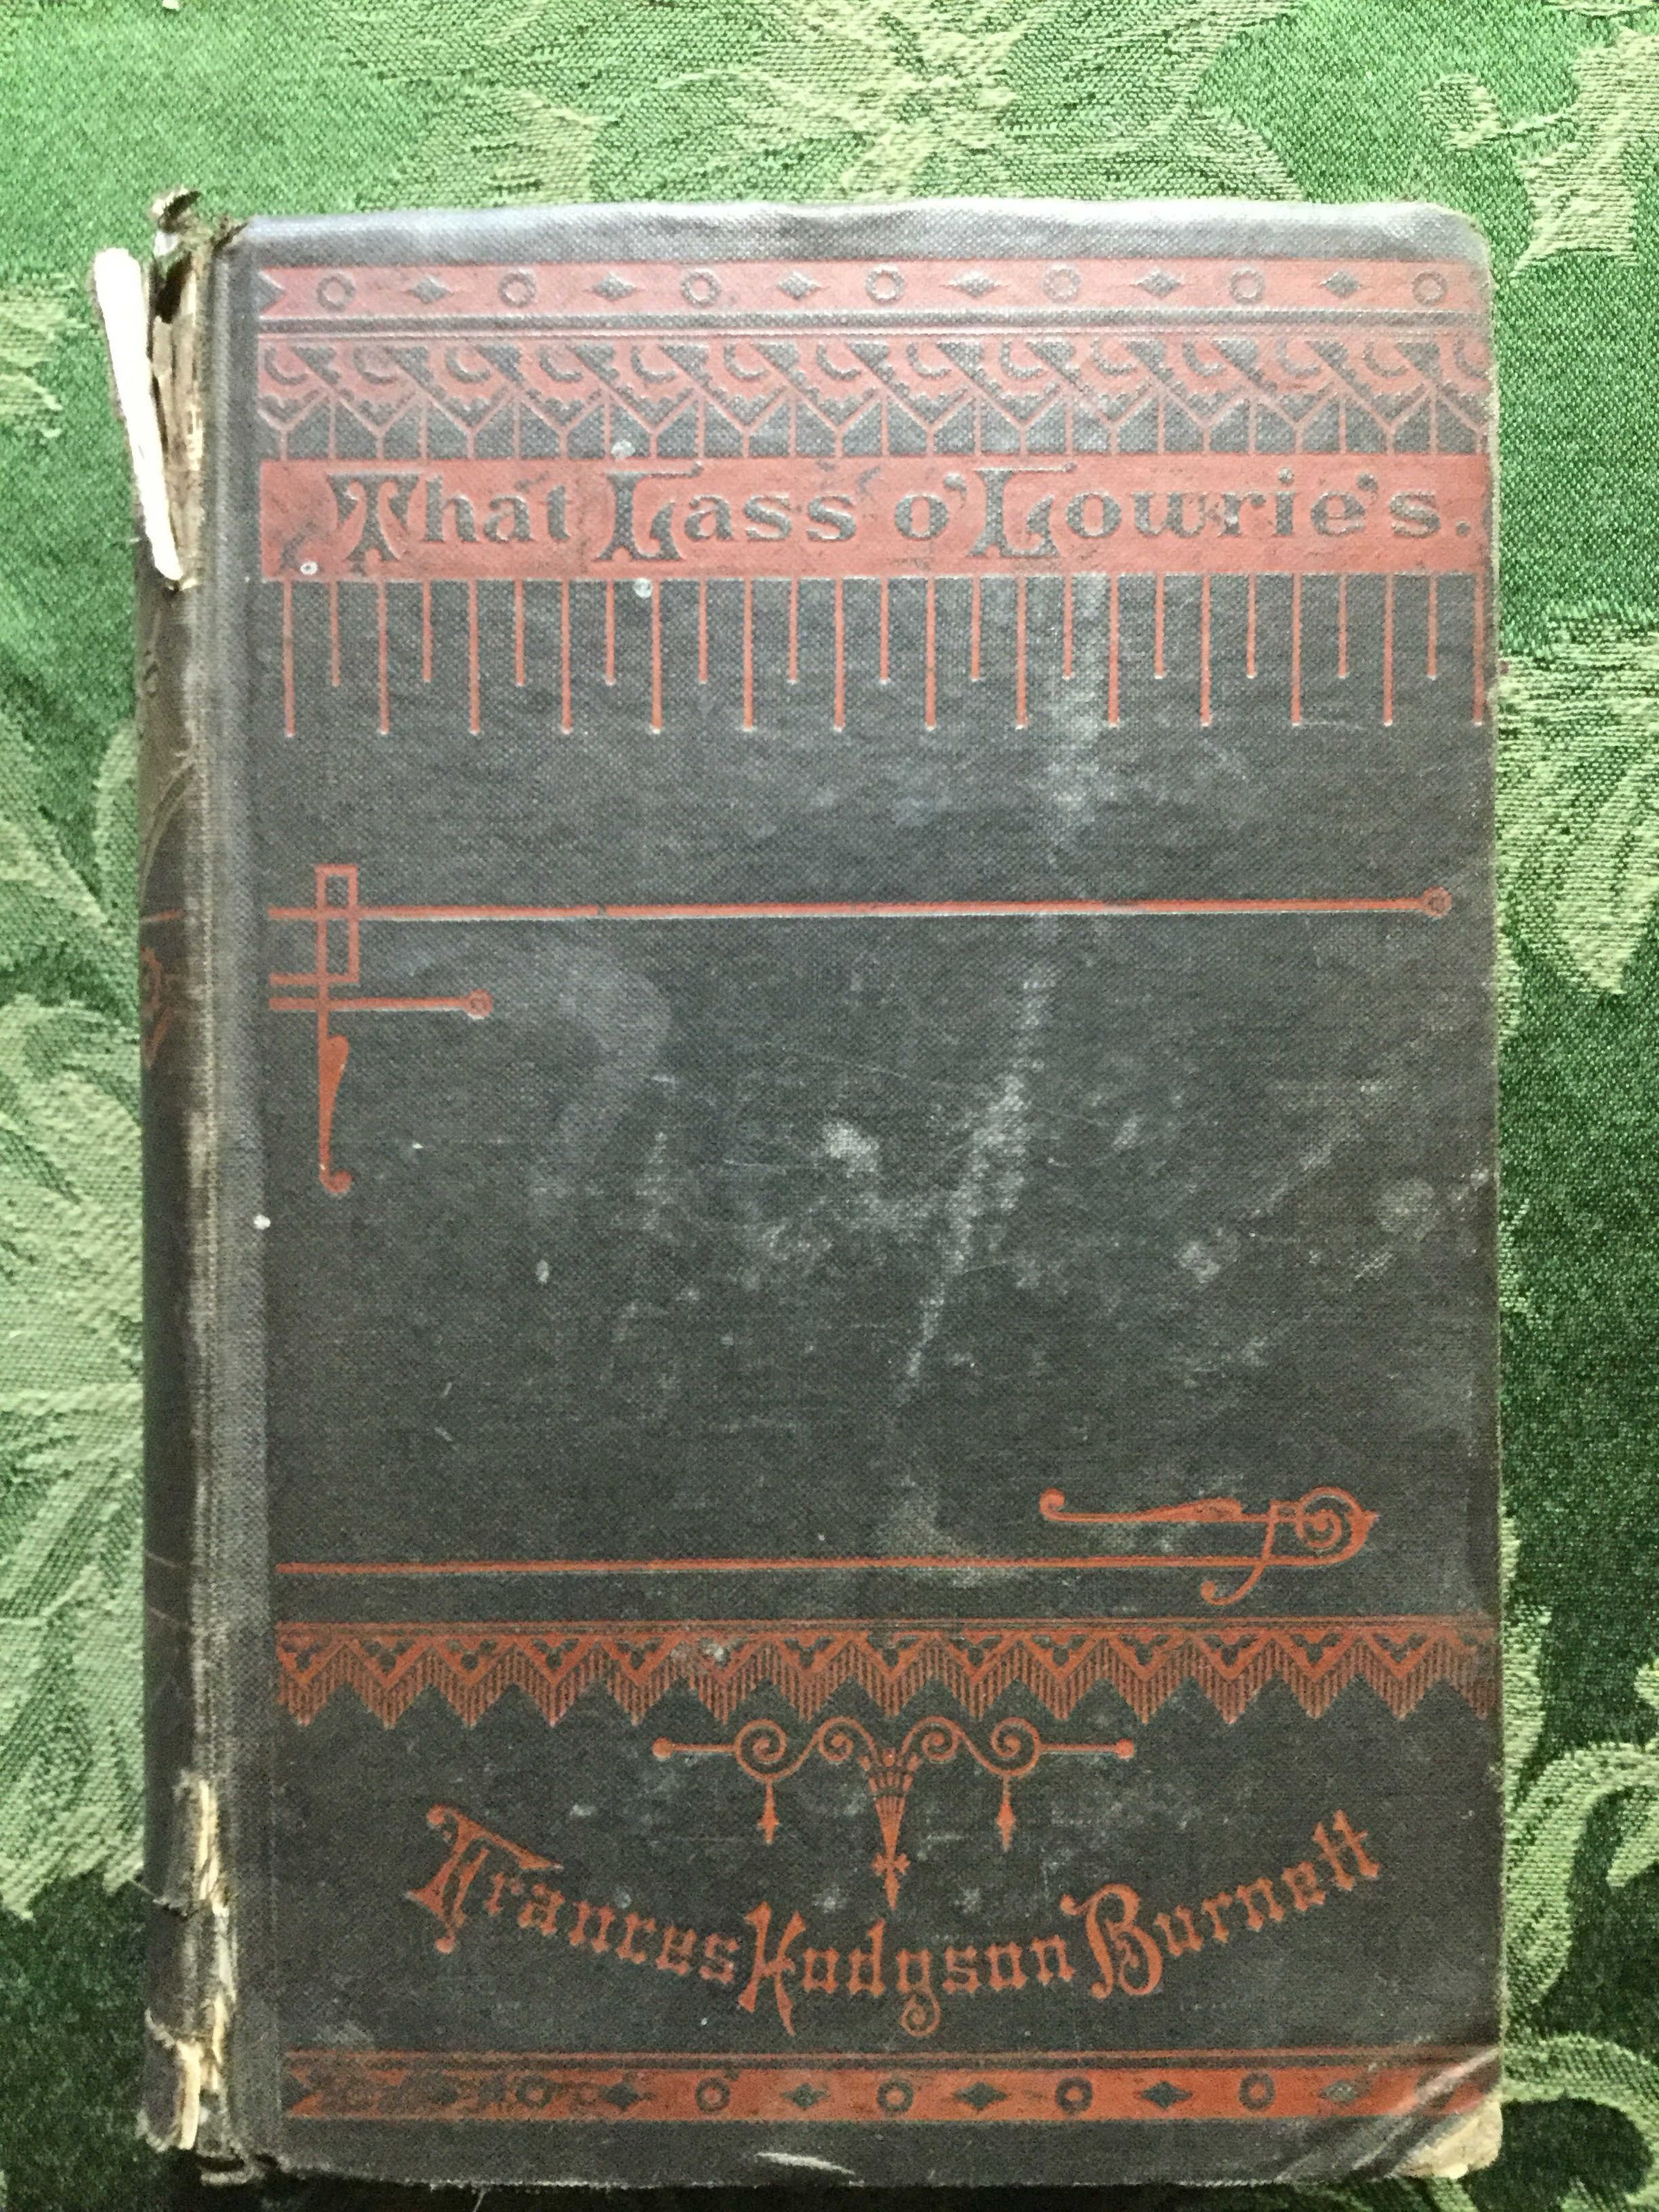 That Lass o' Lowrie's.
Frances Hodgson Burnett